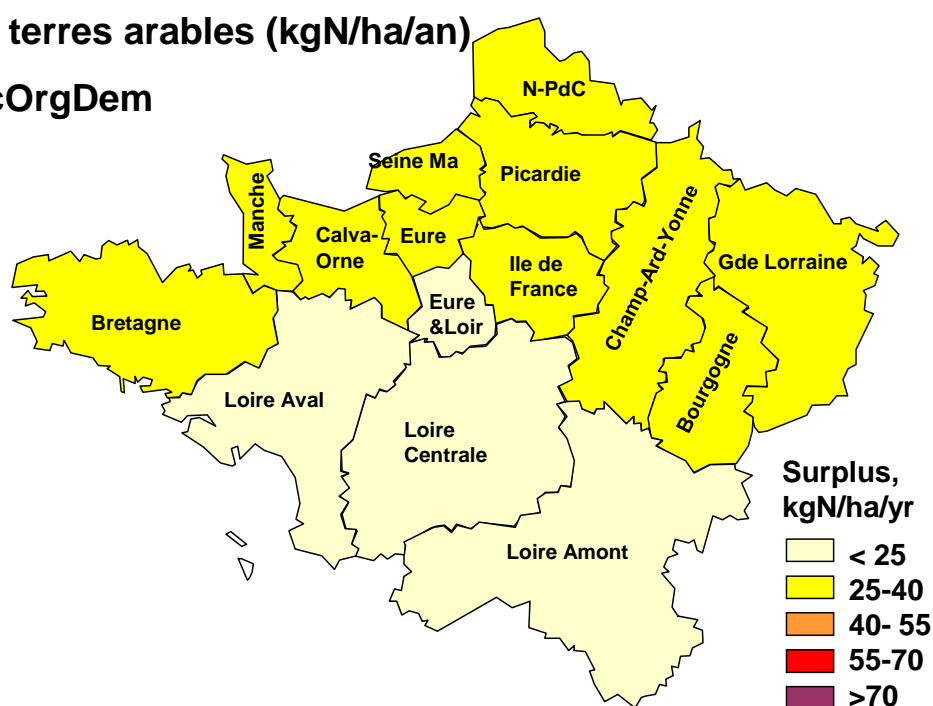 terres arables (kgN/ha/an)
cOrgDem
N-PdC
Seine Ma
Picardie
Manche
Calva-
Orne
Eure
Ile de
France
Champ-Ard-Yonne
Gde Lorraine
Bretagne
Eure
&Loir
Bourgogne
Loire Aval
Loire
Centrale
Loire Amont
Surplus,
kgN/ha/yr
< 25
25-40
40- 55
55-70
>70